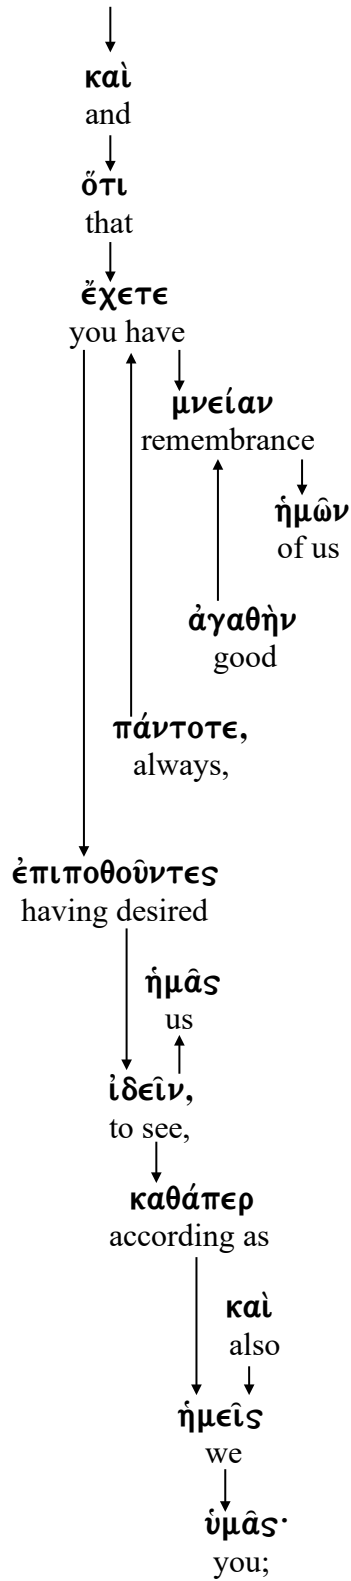 καὶ
and
ὅτι
that
ἔχετε
you have
μνείαν
remembrance
ἡμῶν
of us
ἀγαθὴν
good
πάντοτε,
always,
ἐπιποθοῦντες
having desired
ἡμᾶς
us
ἰδεῖν,
to see,
καθάπερ
according as
καὶ
also
ἡμεῖς
we
ὑμᾶς·
you;